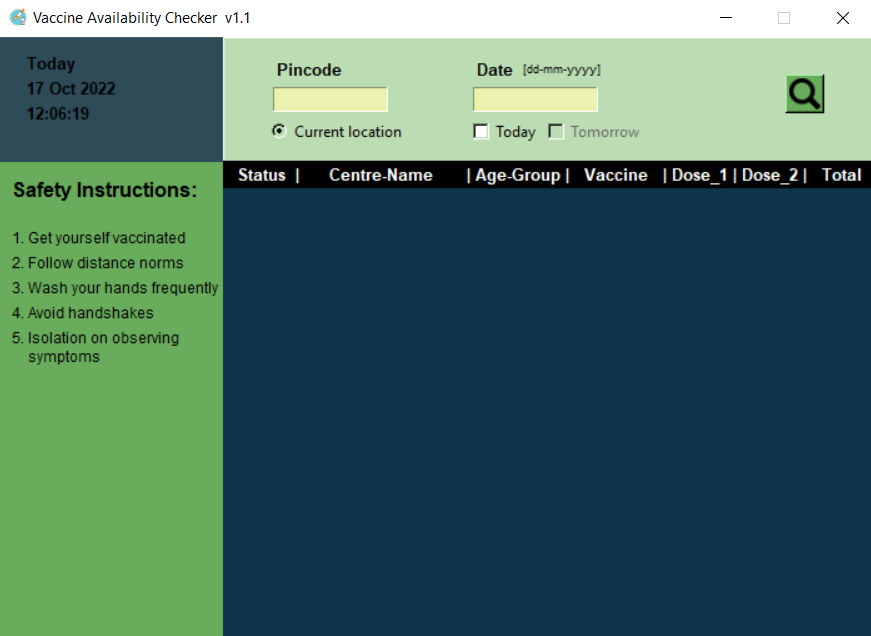 Vaccine Availability Checker v1.1
Today
17 Oct 2022
12:06:19
Pincode
Date [dd-mm-yyyy]
Current location
Today
Tomorrow
Safety Instructions:
1. Get yourself vaccinated
2. Follow distance norms
3. Wash your hands frequently
4. Avoid handshakes
5. Isolation on observing
symptoms
Status | Centre-Name | Age-Group | Vaccine | Dose_1 | Dose_2 | Total